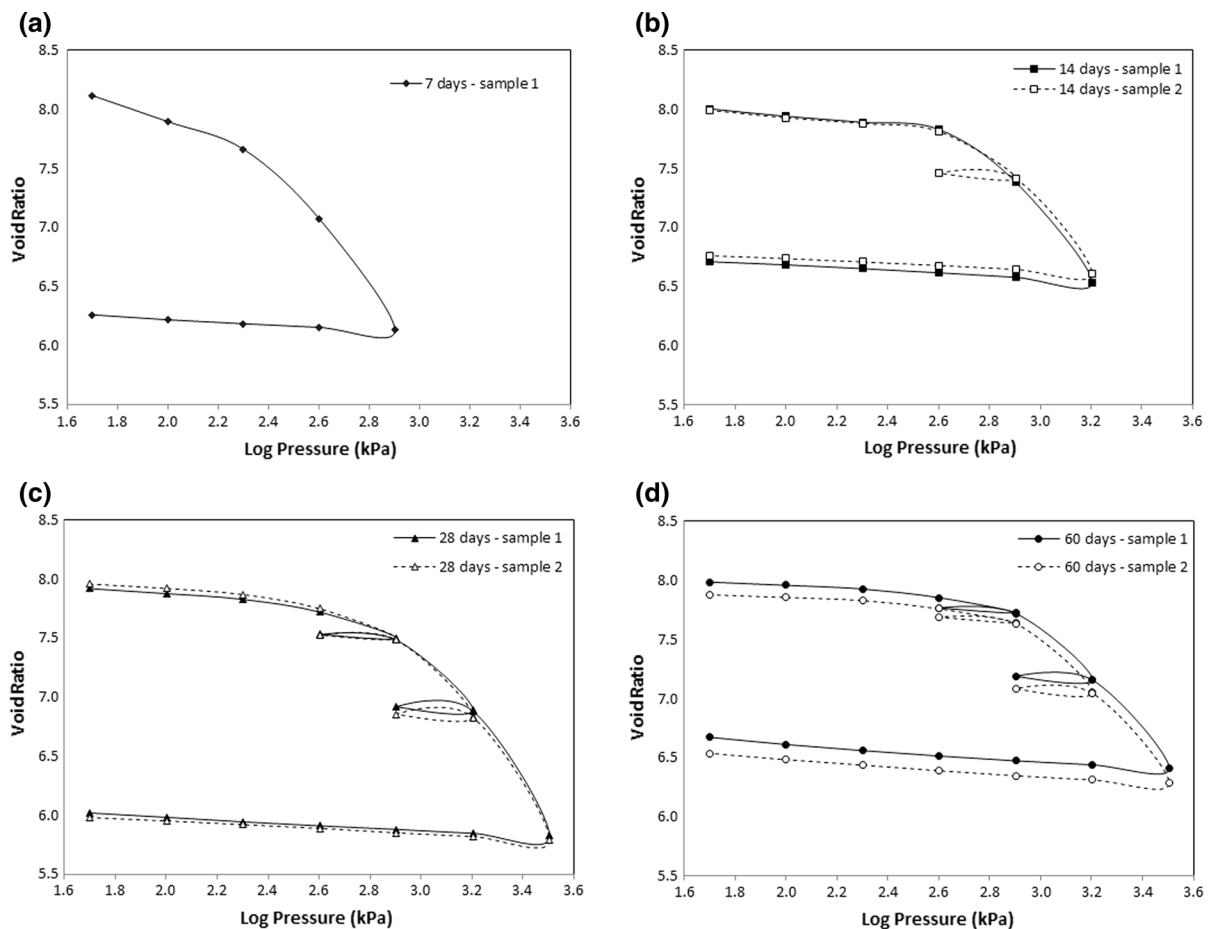 (a)
8.5
8.0
7.5
7.0
6.5
6.0
5.5
Void Ratio
7 days - sample 1
1.6 1.8 2.0 2.2 2.4 2.6 2.8 3.0 3.2 3.4 3.6
Log Pressure (kPa)
(b)
8.5
8.0
7.5
7.0
6.5
6.0
5.5
Void Ratio
14 days - sample 1
14 days - sample 2
1.6 1.8 2.0 2.2 2.4 2.6 2.8 3.0 3.2 3.4 3.6
Log Pressure (kPa)
(c)
8.5
8.0
7.5
7.0
6.5
6.0
5.5
Void Ratio
28 days - sample 1
28 days - sample 2
1.6 1.8 2.0 2.2 2.4 2.6 2.8 3.0 3.2 3.4 3.6
Log Pressure (kPa)
(d)
8.5
8.0
7.5
7.0
6.5
6.0
5.5
Void Ratio
60 days - sample 1
60 days - sample 2
1.6 1.8 2.0 2.2 2.4 2.6 2.8 3.0 3.2 3.4 3.6
Log Pressure (kPa)